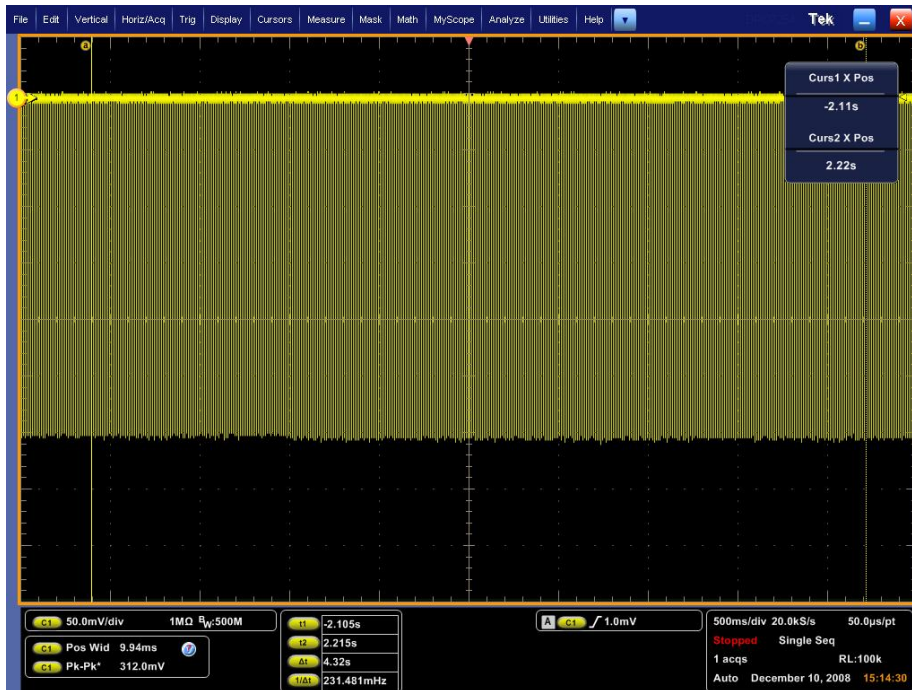 File Edit Vertical Horiz/Acq Trig Display Cursors Measure Mask Math MyScope Analyze Utilities Help Tek X
a b
Curs1 X Pos
1
-2.11s
Curs2 X Pos
2.22s
C1 50.0mV/div 1MΩ BW:500M
C1 Pos Wid 9.94ms
C1 Pk-Pk* 312.0mV
t1 -2.105s
t2 2.215s
Δt 4.32s
1/Δt 231.481mHz
A C1 1.0mV
500ms/div 20.0kS/s 50.0µs/pt
Stopped Single Seq
1 acqs RL:100k
Auto December 10, 2008 15:14:30